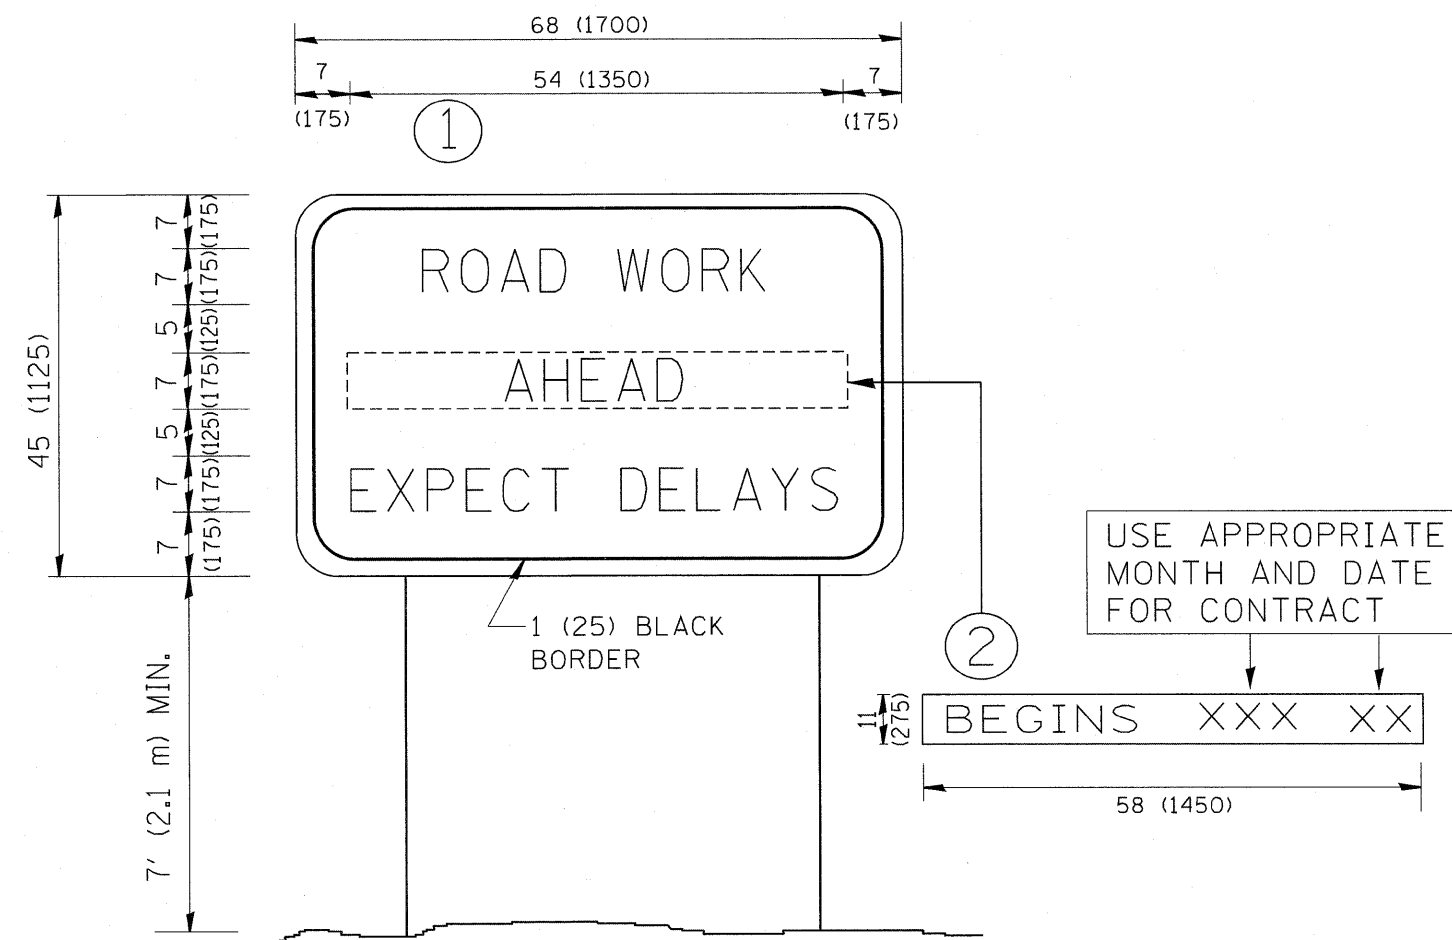 68 (1700)
7
54 (1350)
7
(175)
(175)
1
45 (1125)
7 (175)
7 (175)
5 (125)
7 (175)
5 (125)
7 (175)
7 (175)
ROAD WORK
AHEAD
EXPECT DELAYS
1 (25) BLACK
BORDER
7' (2.1 m) MIN.
2
USE APPROPRIATE
MONTH AND DATE
FOR CONTRACT
11
(275)
BEGINS XXX XX
58 (1450)